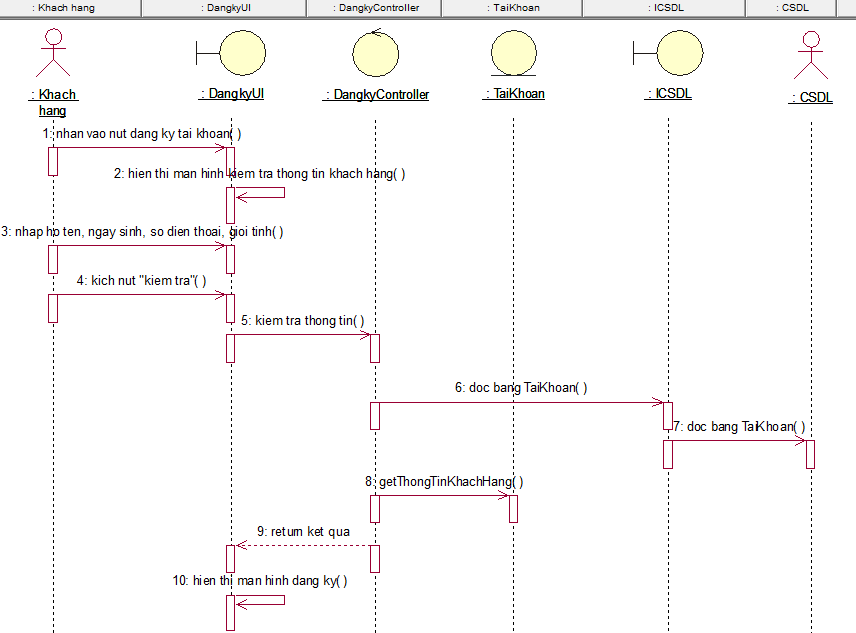 : Khach hang
: DangkyUI
: DangkyController
: TaiKhoan
: ICSDL
: CSDL
: Khach
hang
: DangkyUI
: DangkyController
: TaiKhoan
: ICSDL
: CSDL
1: nhan vao nut dang ky tai khoan( )
2: hien thi man hinh kiem tra thong tin khach hang( )
3: nhap ho ten, ngay sinh, so dien thoai, gioi tinh( )
4: kich nut "kiem tra"( )
5: kiem tra thong tin( )
6: doc bang TaiKhoan( )
7: doc bang TaiKhoan( )
8: getThongTinKhachHang( )
9: return ket qua
10: hien thi man hinh dang ky( )